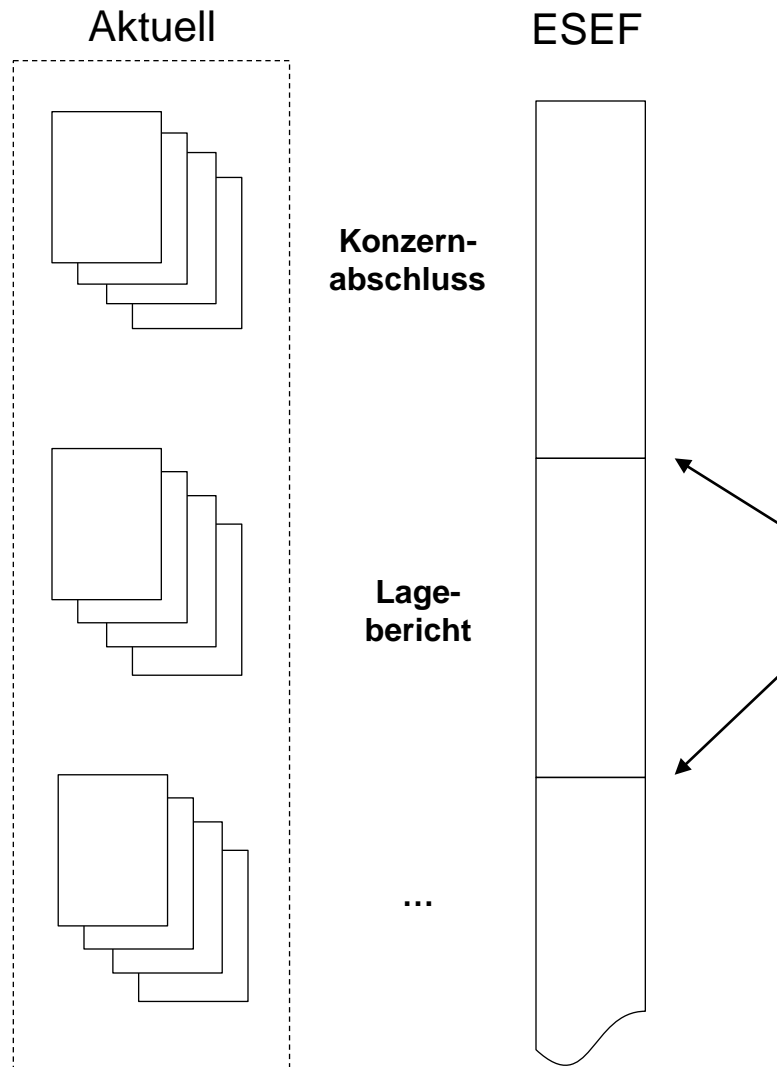 Aktuell
ESEF
Konzern-
abschluss
Lage-
bericht
...